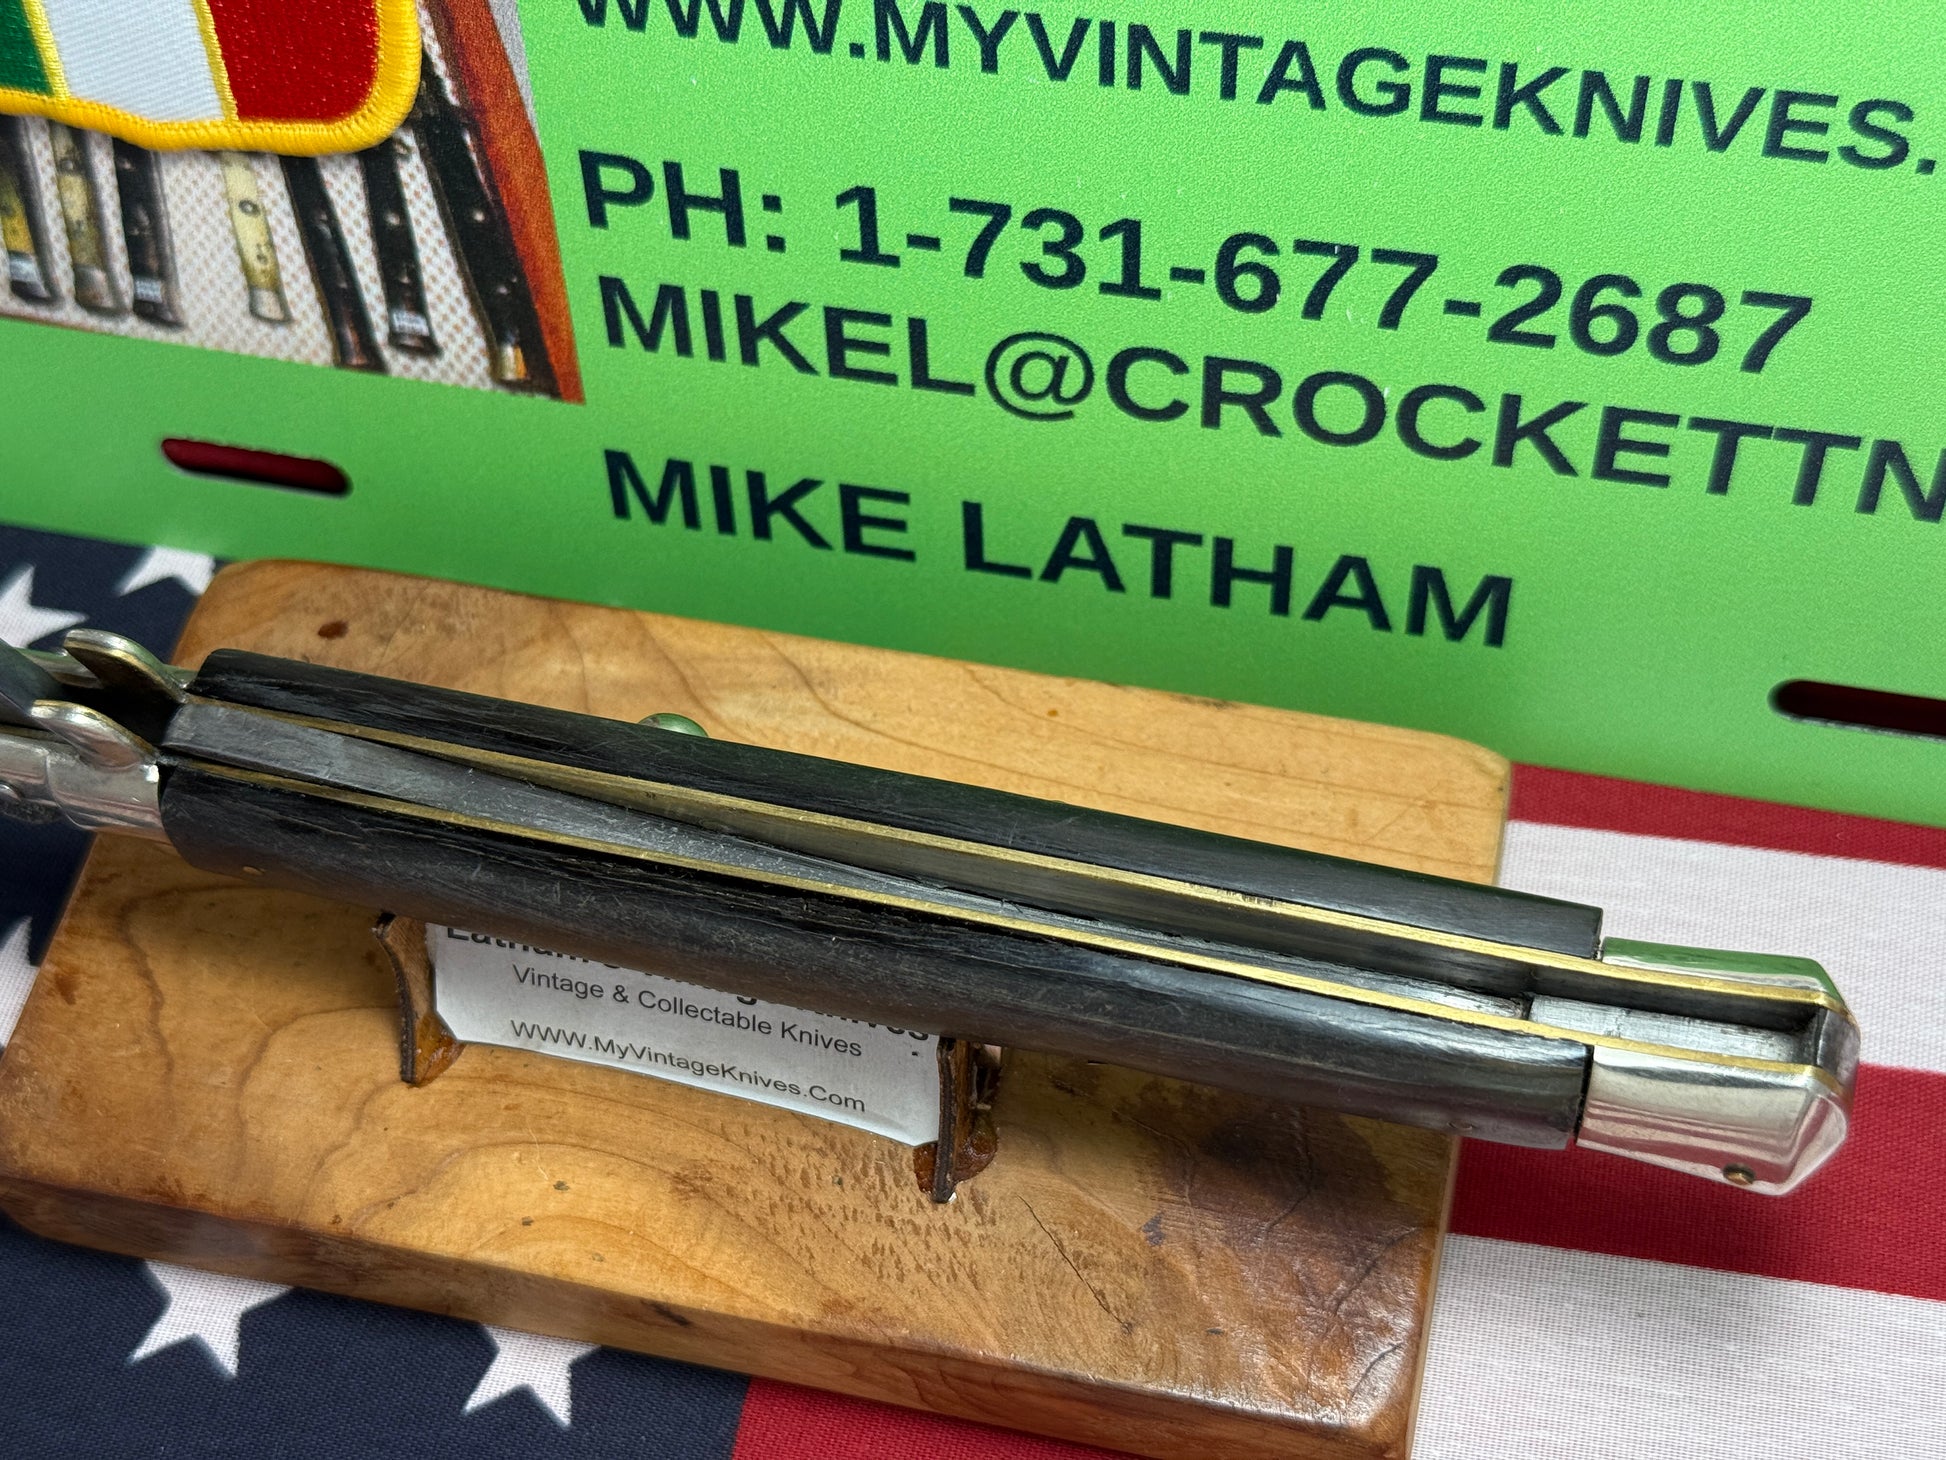 WWW.MYVINTAGEKNIVES.
PH: 1-731-677-2687
MIKEL@CROCKETTN
MIKE LATHAM
Vintage & Collectable Knives
WWW.MyVintageKnives.Com